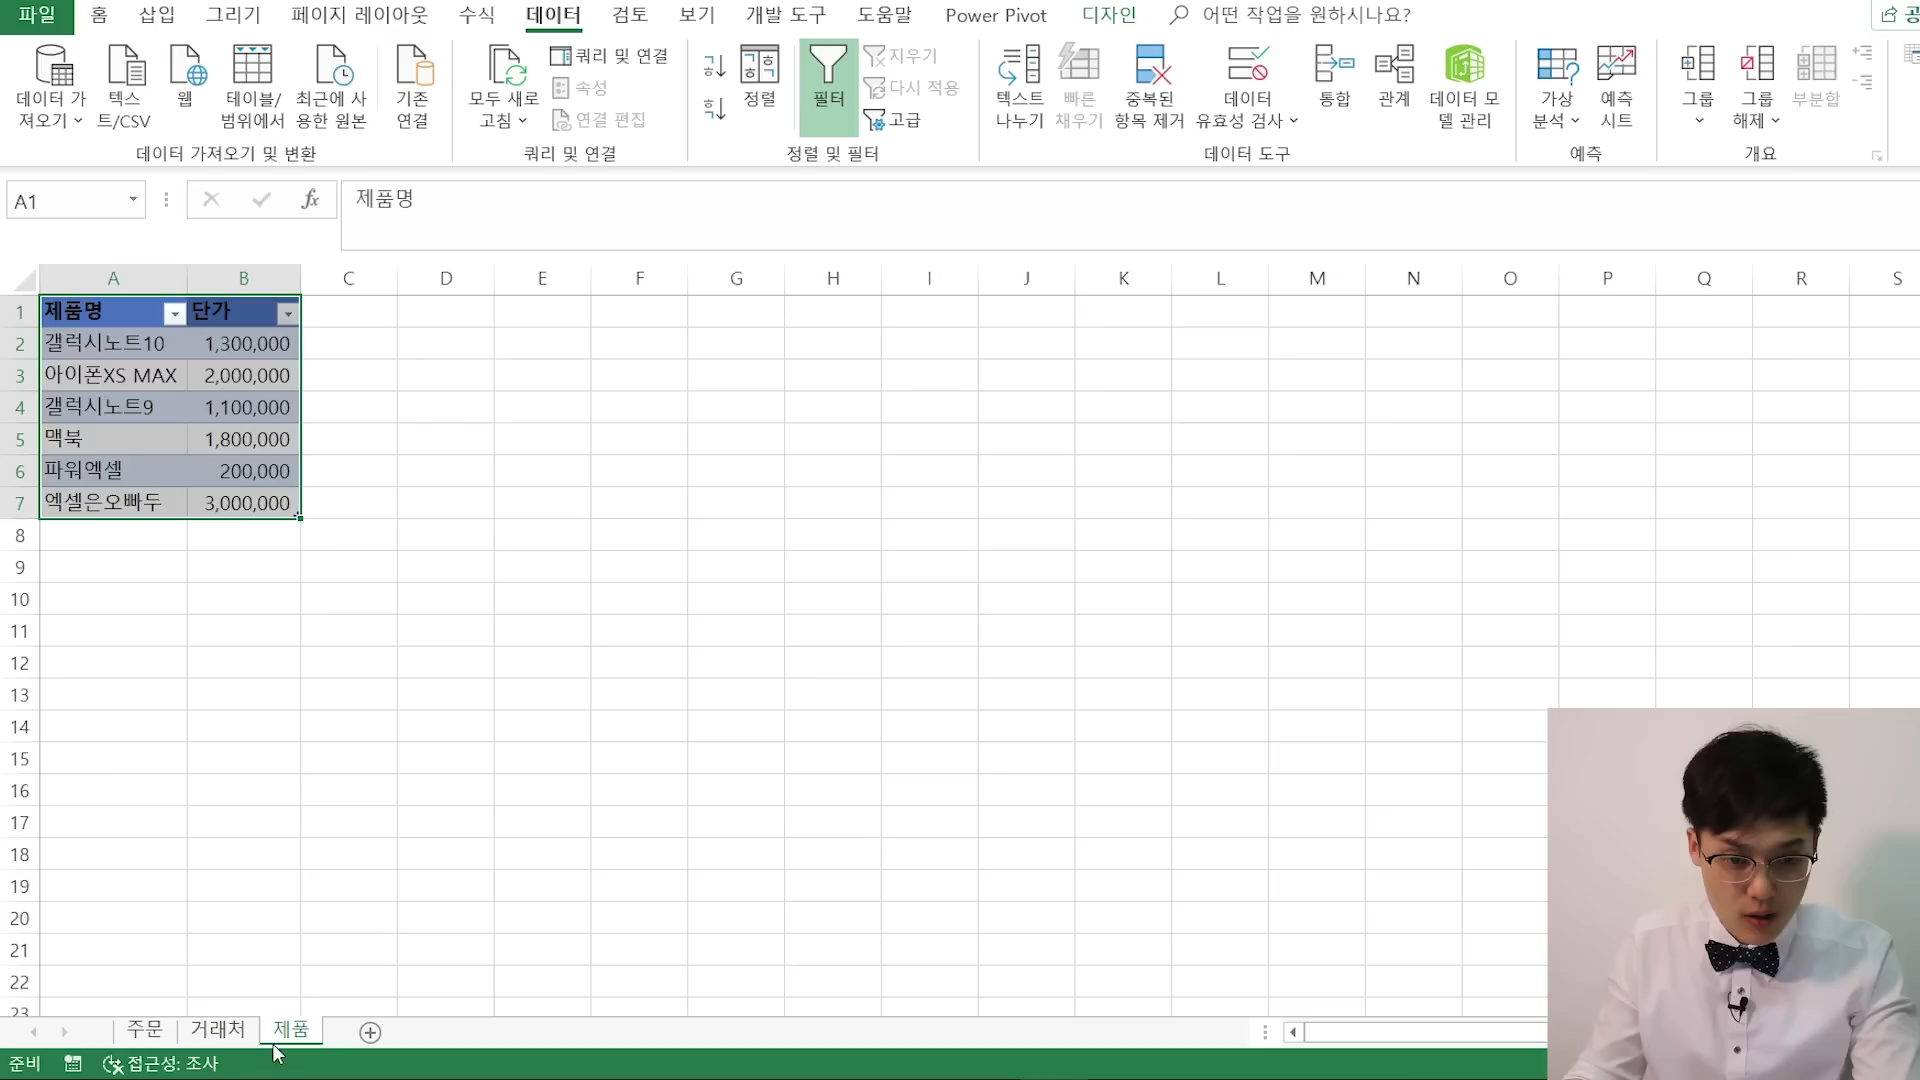 파일 홈 삽입 그리기 페이지 레이아웃 수식 데이터 검토 보기 개발 도구 도움말 Power Pivot 디자인 어떤 작업을 원하시나요? 공
데이터 가져오기
텍스트/CSV
웹
테이블/범위에서
최근에 사용한 원본
기존 연결
데이터 가져오기 및 변환
모두 새로 고침
쿼리 및 연결
속성
연결 편집
쿼리 및 연결
정렬
필터
지우기
다시 적용
고급
정렬 및 필터
텍스트 나누기
빠른 채우기
중복된 항목 제거
데이터 유효성 검사
통합
관계
데이터 모델 관리
데이터 도구
가상 분석
예측 시트
예측
그룹
그룹 해제
부분합
개요
A1 fx 제품명
A B C D E F G H I J K L M N O P Q R S
1 제품명 단가
2 갤럭시노트10 1,300,000
3 아이폰XS MAX 2,000,000
4 갤럭시노트9 1,100,000
5 맥북 1,800,000
6 파워엑셀 200,000
7 엑셀은오빠두 3,000,000
8
9
10
11
12
13
14
15
16
17
18
19
20
21
22
23
주문 거래처 제품
준비 접근성: 조사